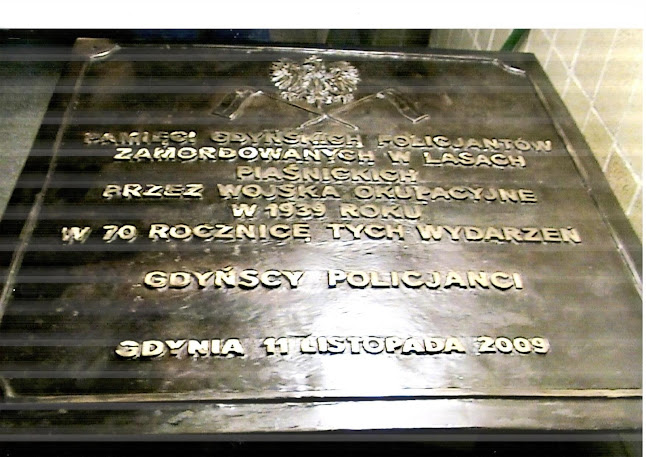 PAMIĘCI GDYŃSKICH POLICJANTÓW
ZAMORDOWANYCH W LASACH
PIAŚNICKICH
PRZEZ WOJSKA OKUPACYJNE
W 1939 ROKU
W 70 ROCZNICĘ TYCH WYDARZEŃ
GDYŃSCY POLICJANCI
GDYNIA 11 LISTOPADA 2009